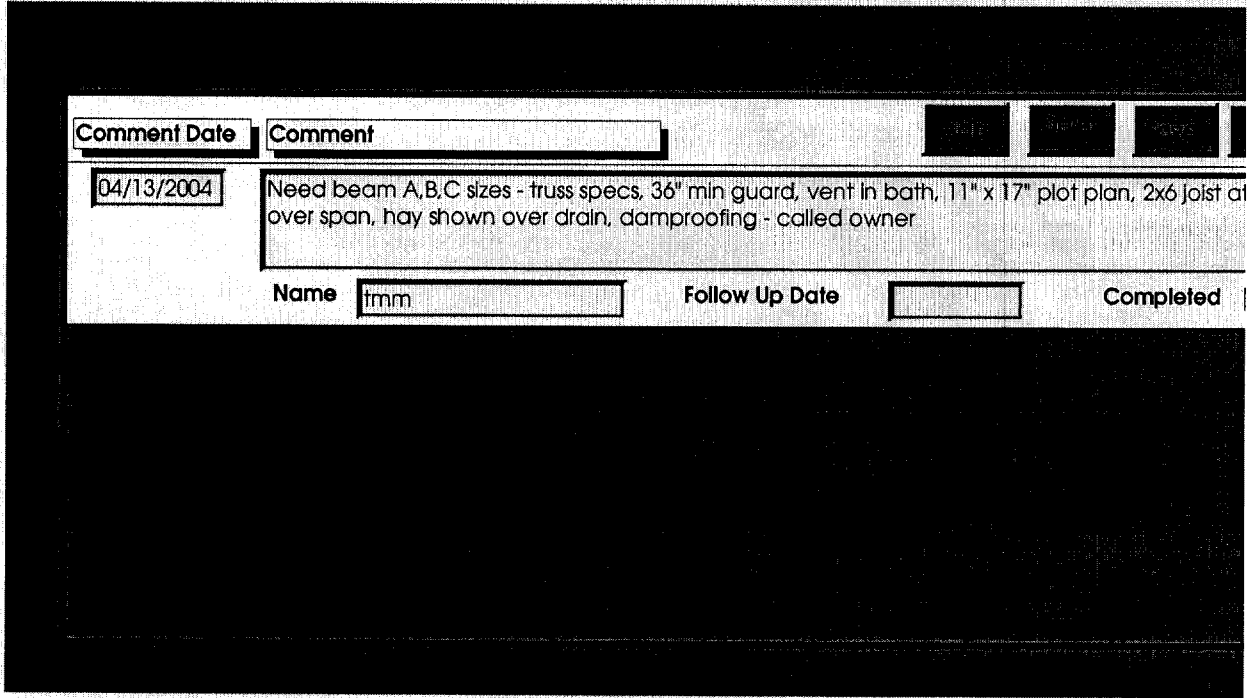 Comment Date Comment
04/13/2004 Need beam A,B,C sizes - truss specs, 36" min guard, vent in bath, 11" x 17" plot plan, 2x6 joist
over span, hay shown over drain, damproofing - called owner
Name tmm Follow Up Date Completed